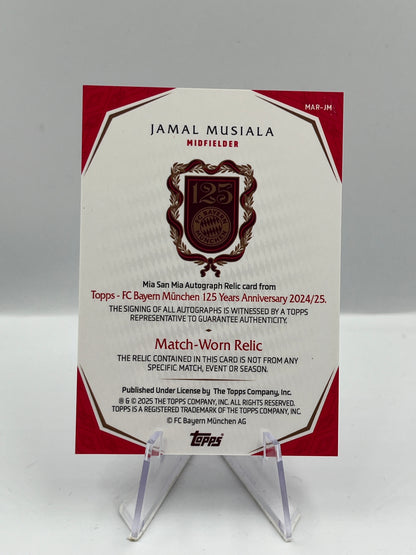 MAR-JM
JAMAL MUSIALA
MIDFIELDER
125
FC BAYERN
MÜNCHEN
Mia San Mia Autograph Relic card from
Topps - FC Bayern München 125 Years Anniversary 2024/25.
THE SIGNING OF ALL AUTOGRAPHS IS WITNESSED BY A TOPPS
REPRESENTATIVE TO GUARANTEE AUTHENTICITY.
Match-Worn Relic
THE RELIC CONTAINED IN THIS CARD IS NOT FROM ANY
SPECIFIC MATCH, EVENT OR SEASON.
Published Under License by The Topps Company, Inc.
® & © 2025 THE TOPPS COMPANY, INC. ALL RIGHTS RESERVED.
TOPPS IS A REGISTERED TRADEMARK OF THE TOPPS COMPANY, INC.
© FC Bayern München AG
Topps